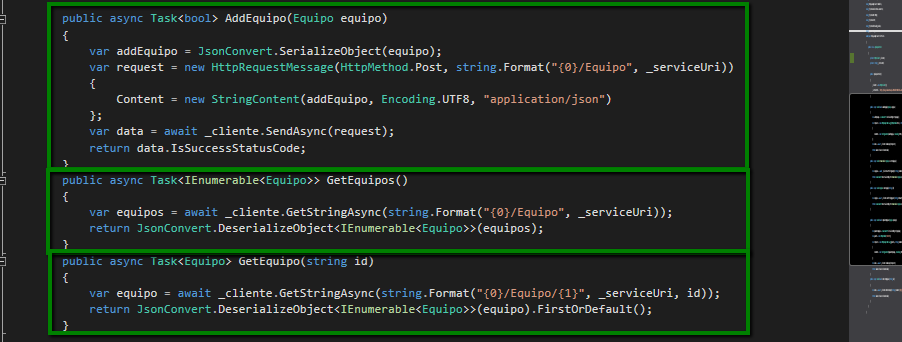 public async Task<bool> AddEquipo(Equipo equipo)
{
    var addEquipo = JsonConvert.SerializeObject(equipo);
    var request = new HttpRequestMessage(HttpMethod.Post, string.Format("{0}/Equipo", _serviceUri))
    {
        Content = new StringContent(addEquipo, Encoding.UTF8, "application/json")
    };
    var data = await _cliente.SendAsync(request);
    return data.IsSuccessStatusCode;
}
public async Task<IEnumerable<Equipo>> GetEquipos()
{
    var equipos = await _cliente.GetStringAsync(string.Format("{0}/Equipo", _serviceUri));
    return JsonConvert.DeserializeObject<IEnumerable<Equipo>>(equipos);
}
public async Task<Equipo> GetEquipo(string id)
{
    var equipo = await _cliente.GetStringAsync(string.Format("{0}/Equipo/{1}", _serviceUri, id));
    return JsonConvert.DeserializeObject<IEnumerable<Equipo>>(equipo).FirstOrDefault();
}